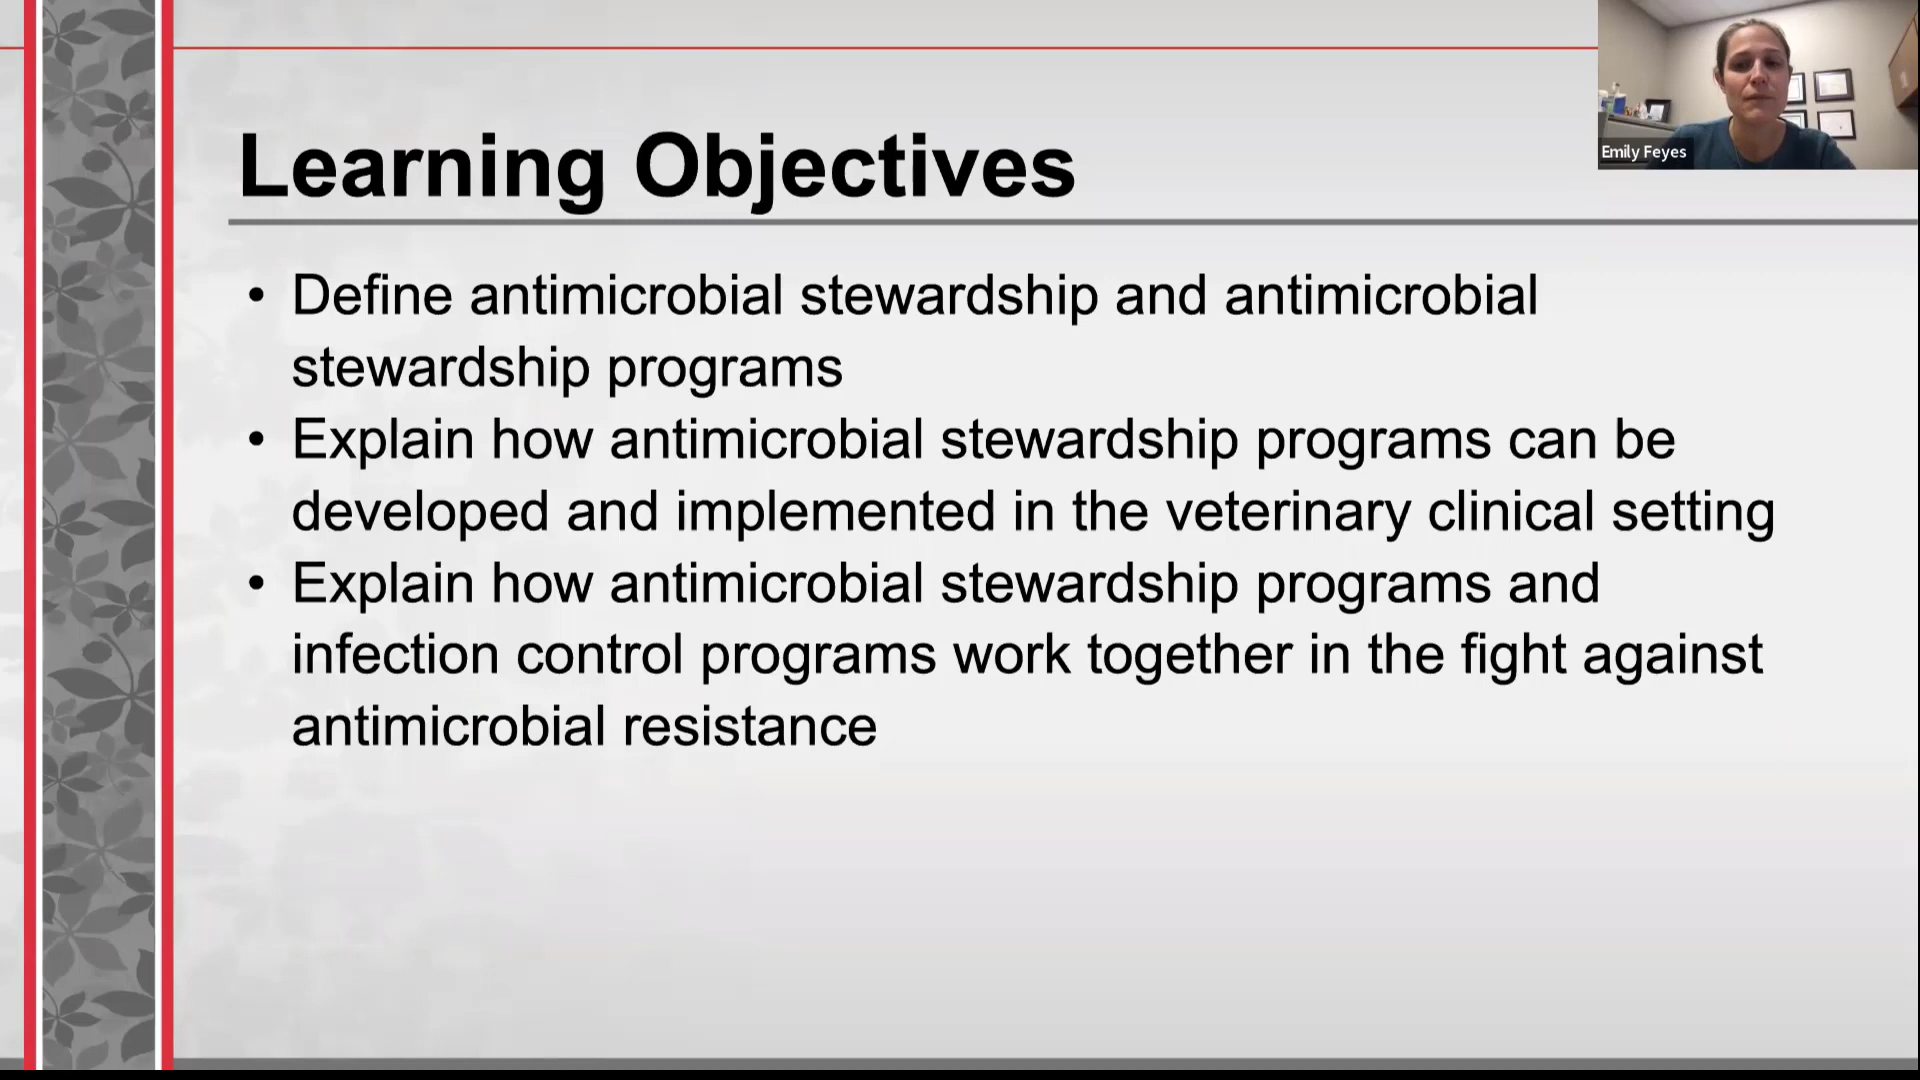 Emily Feyes
Learning Objectives
• Define antimicrobial stewardship and antimicrobial
stewardship programs
• Explain how antimicrobial stewardship programs can be
developed and implemented in the veterinary clinical setting
• Explain how antimicrobial stewardship programs and
infection control programs work together in the fight against
antimicrobial resistance